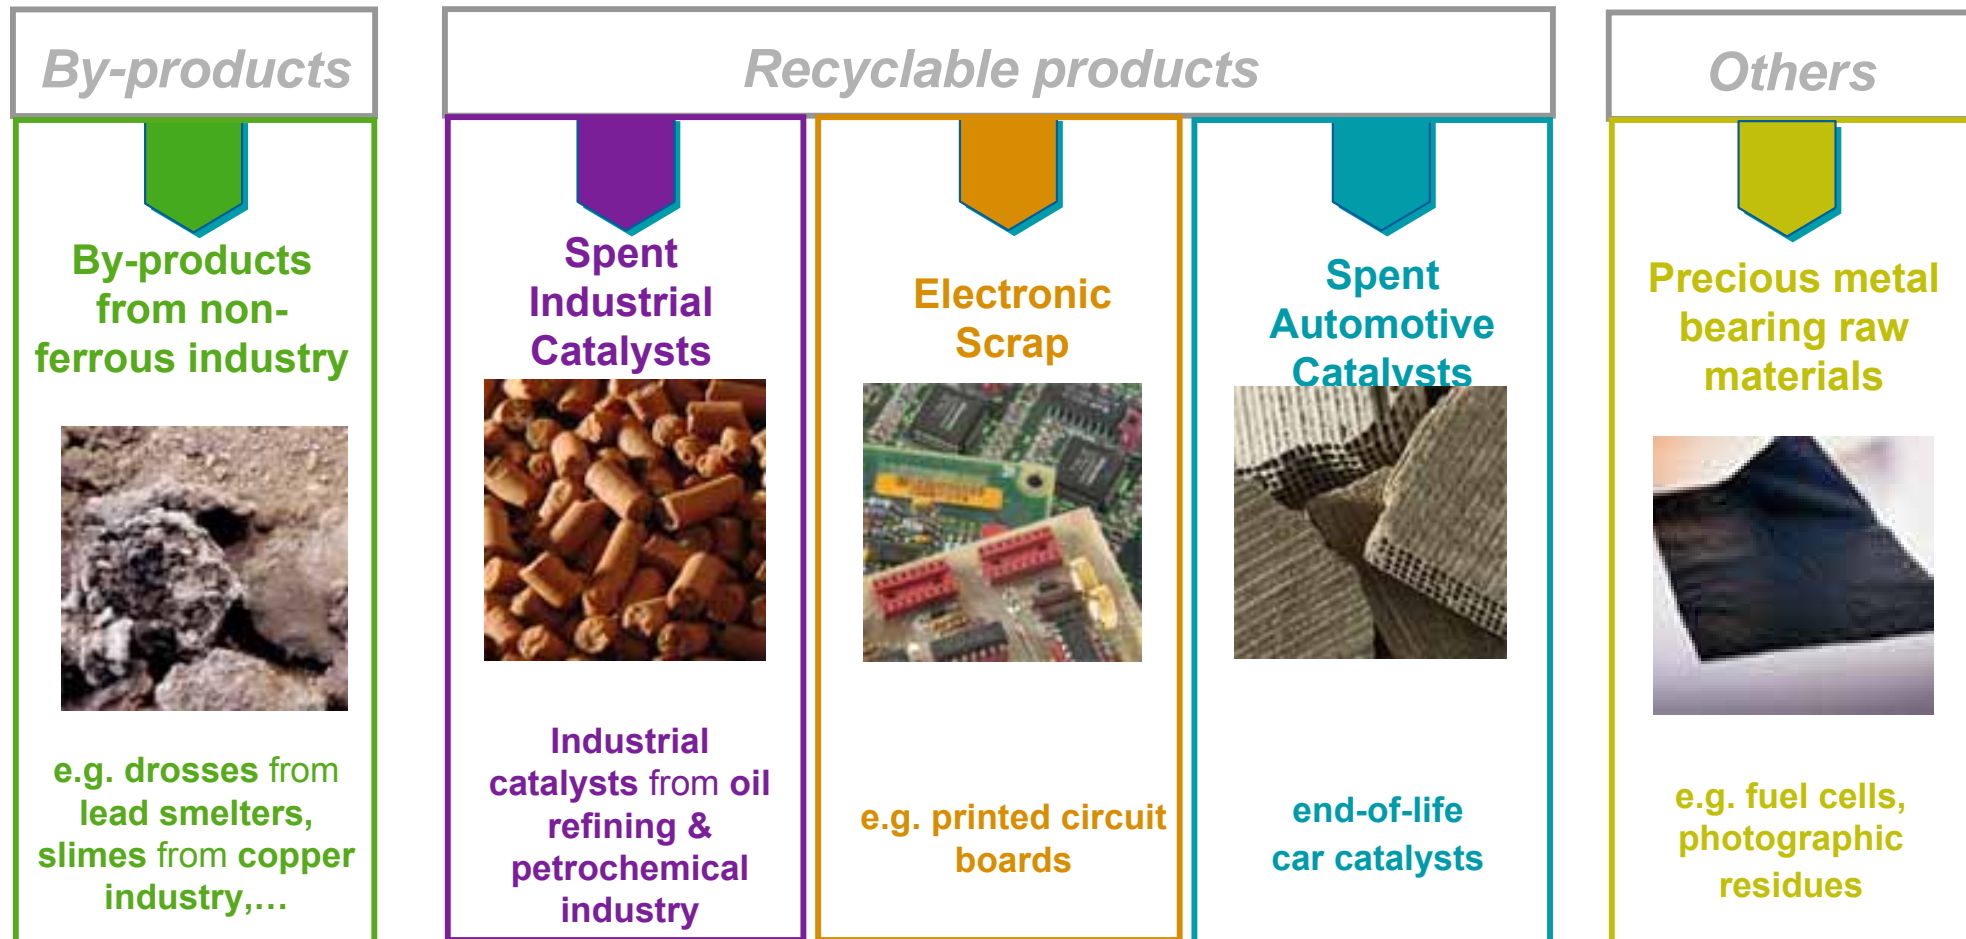 By-products
Recyclable products
Others
By-products
from non-
ferrous industry
e.g. drosses from
lead smelters,
slimes from copper
industry,...
Spent
Industrial
Catalysts
Industrial
catalysts from oil
refining &
petrochemical
industry
Electronic
Scrap
e.g. printed circuit
boards
Spent
Automotive
Catalysts
end-of-life
car catalysts
Precious metal
bearing raw
materials
e.g. fuel cells,
photographic
residues